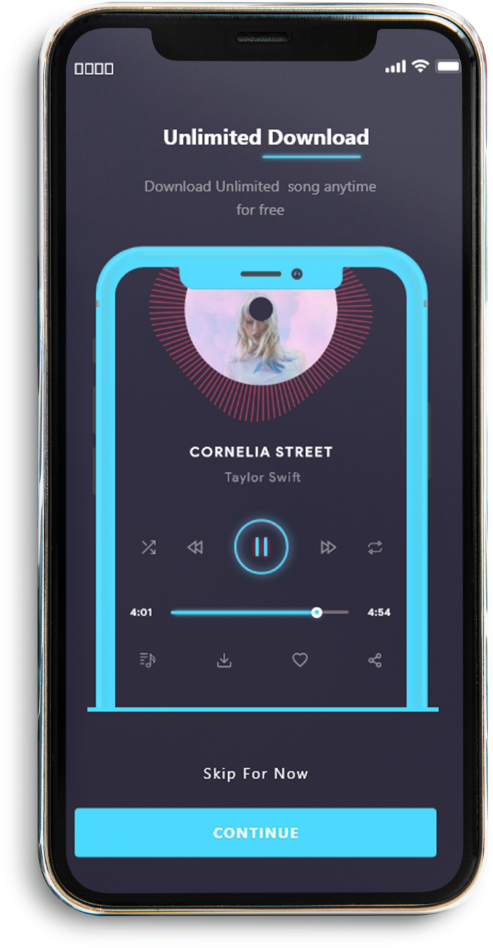 Unlimited Download
Download Unlimited song anytime
for free
CORNELIA STREET
Taylor Swift
4:01 4:54
Skip For Now
CONTINUE